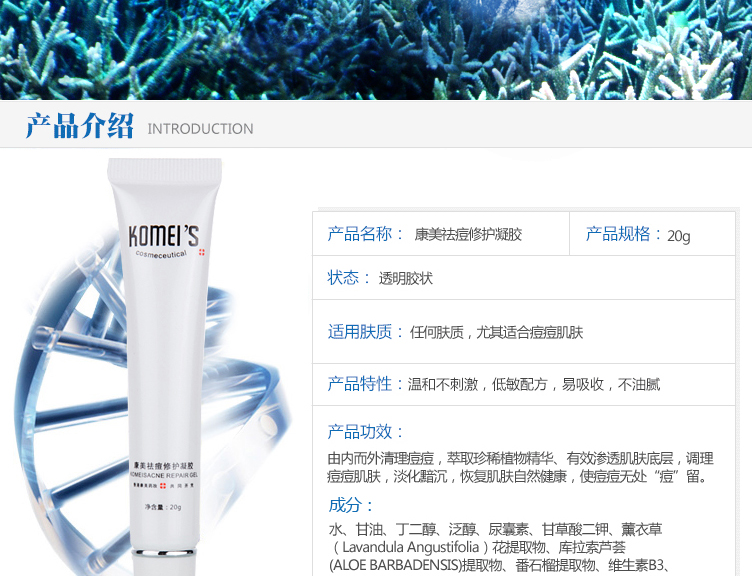 产品介绍 INTRODUCTION
KOMEI'S
cosmeceutical
康美祛痘修护凝胶
KOMEISACNE REPAIR GEL
净含量：20g
产品名称： 康美祛痘修护凝胶 产品规格：20g
状态： 透明胶状
适用肤质：任何肤质，尤其适合痘痘肌肤
产品特性：温和不刺激，低敏配方，易吸收，不油腻
产品功效：
由内而外清理痘痘，萃取珍稀植物精华、有效渗透肌肤底层，调理
痘痘肌肤，淡化黯沉，恢复肌肤自然健康，使痘痘无处“痘”留。
成分：
水、甘油、丁二醇、泛醇、尿囊素、甘草酸二钾、薰衣草
（Lavandula Angustifolia）花提取物、库拉索芦荟
(ALOE BARBADENSIS)提取物、番石榴提取物、维生素B3、